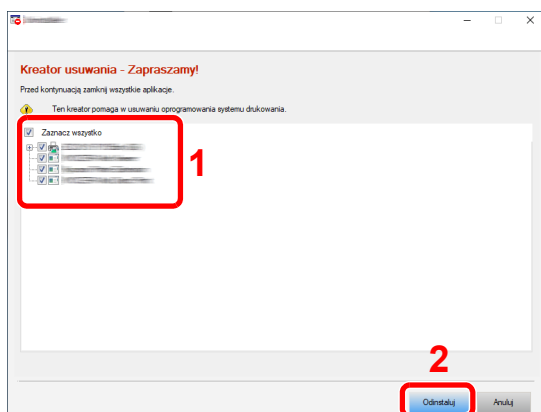 Kreator usuwania - Zapraszamy!
Przed kontynuacją zamknij wszystkie aplikacje.
Ten kreator pomaga w usuwaniu oprogramowania systemu drukowania.
Zaznacz wszystko
1
2
Odinstaluj Anuluj